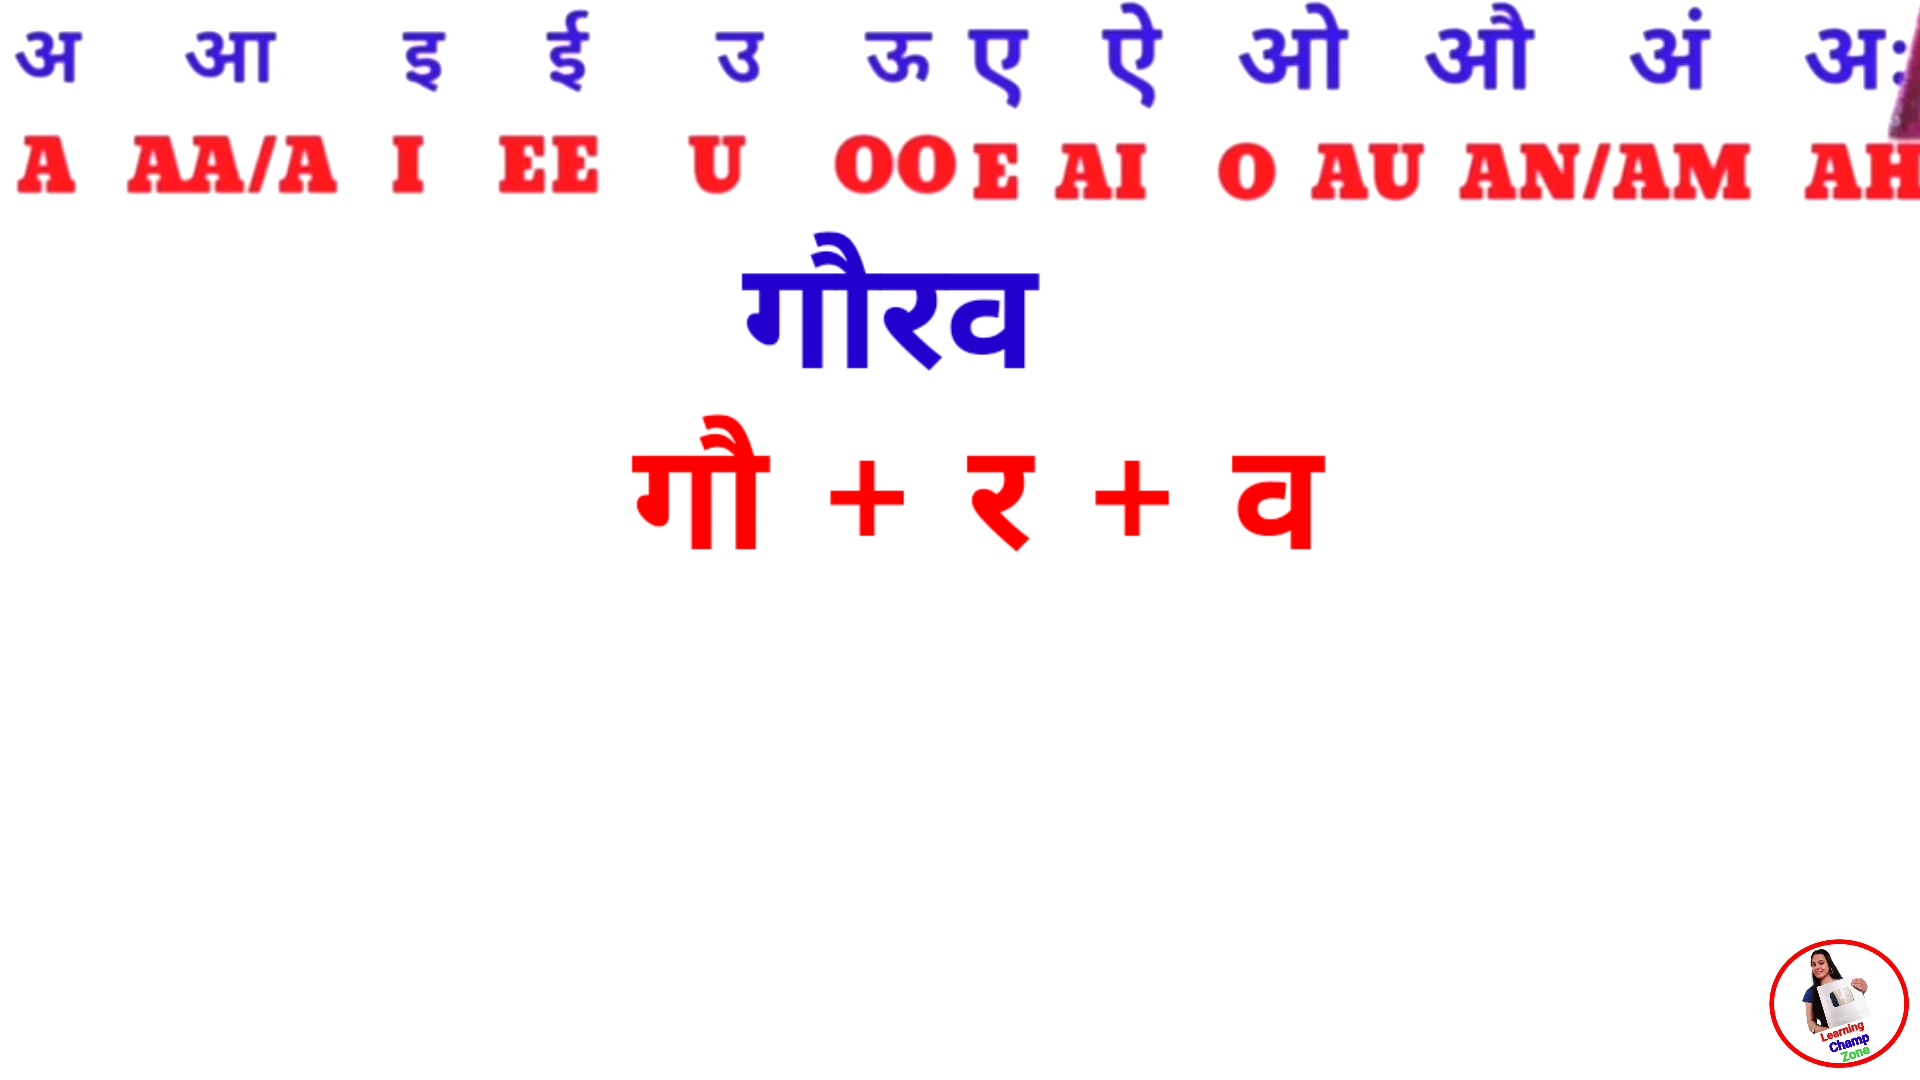 अ आ इ ई उ ऊ ए ऐ ओ औ अं अः
A AA/A I EE U OO E AI O AU AN/AM AH
गौरव
गौ + र + व
Learning
Champ
Zone